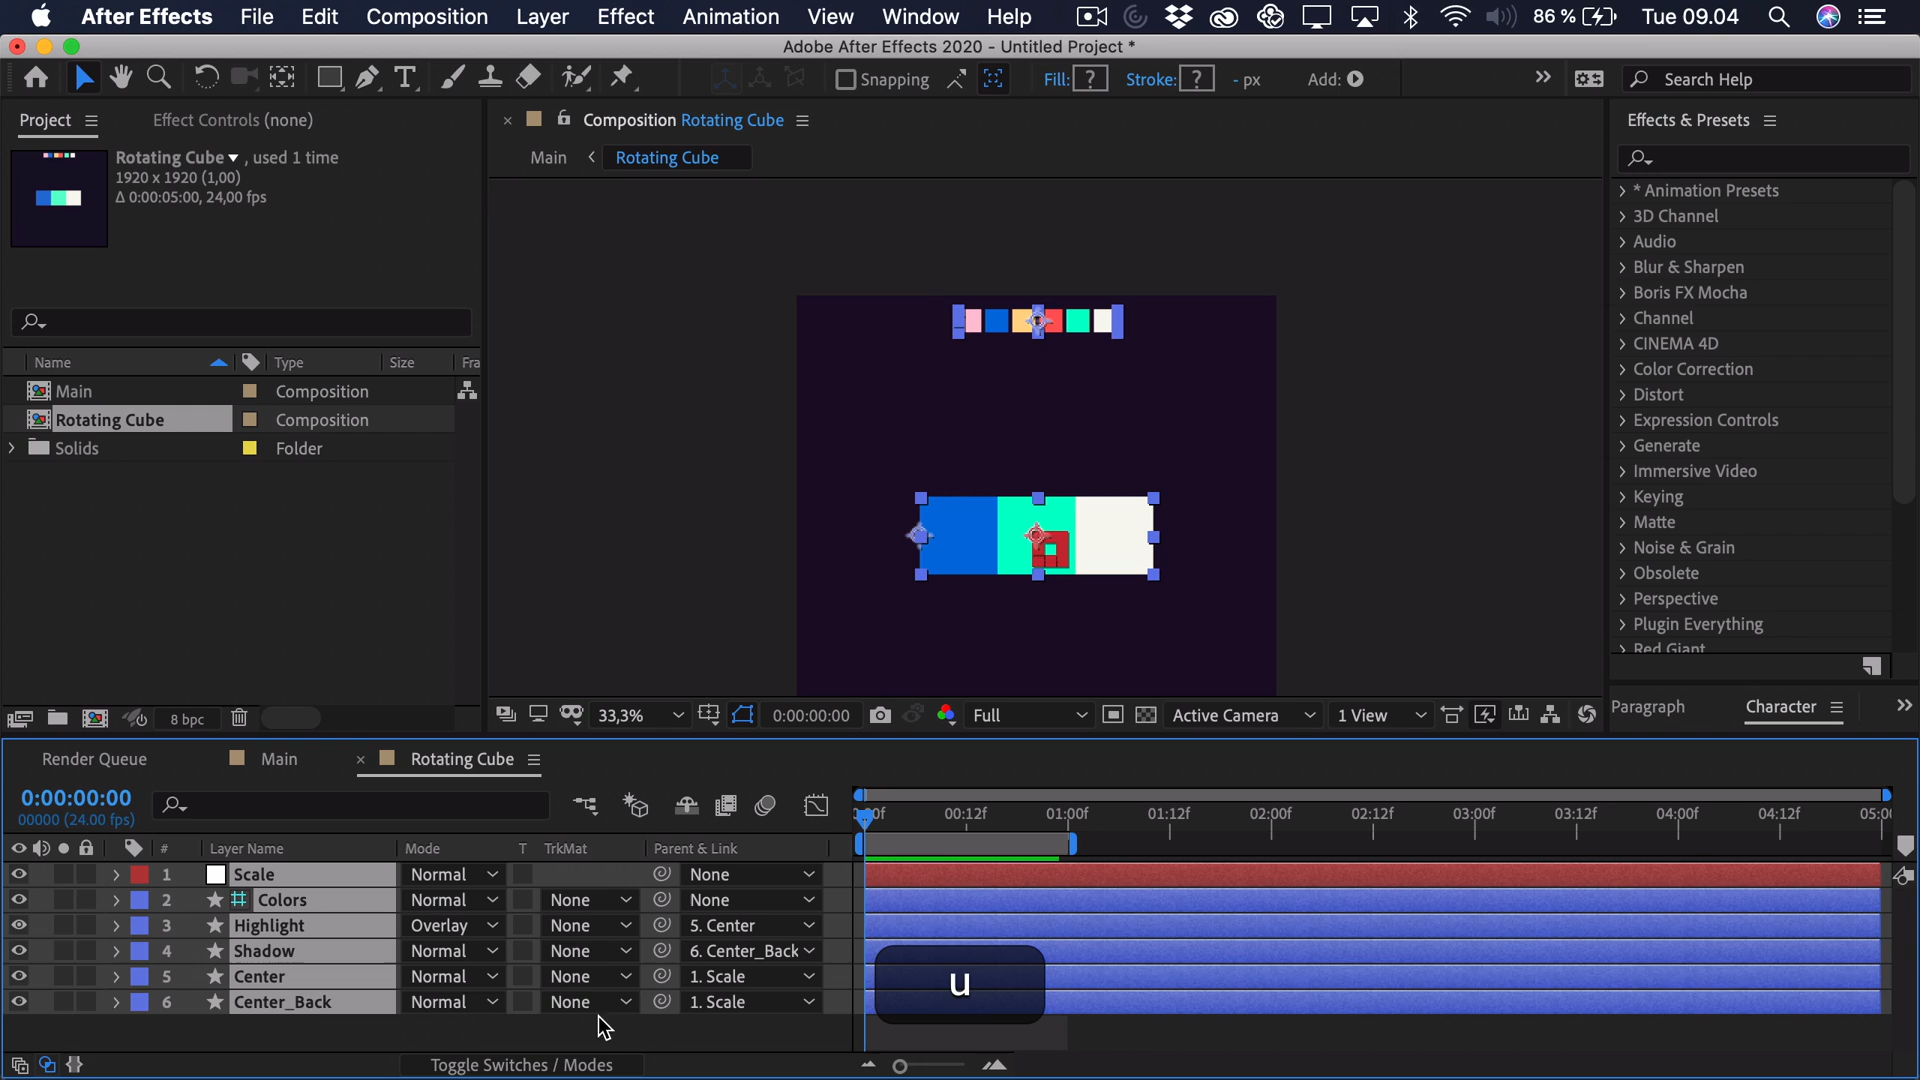 After Effects File Edit Composition Layer Effect Animation View Window Help 86 % Tue 09.04
Adobe After Effects 2020 - Untitled Project *
Snapping Fill: ? Stroke: ? - px Add: Search Help
Project Effect Controls (none)
Rotating Cube , used 1 time
1920 x 1920 (1,00)
Δ 0:00:05:00, 24,00 fps
Name Type Size Fra
Main Composition
Rotating Cube Composition
Solids Folder
8 bpc
Composition Rotating Cube
Main Rotating Cube
33,3% 0:00:00:00 Full Active Camera 1 View
Effects & Presets
* Animation Presets
3D Channel
Audio
Blur & Sharpen
Boris FX Mocha
Channel
CINEMA 4D
Color Correction
Distort
Expression Controls
Generate
Immersive Video
Keying
Matte
Noise & Grain
Obsolete
Perspective
Plugin Everything
Red Giant
Paragraph Character
Render Queue Main Rotating Cube
0:00:00:00
00000 (24.00 fps)
00f 00:12f 01:00f 01:12f 02:00f 02:12f 03:00f 03:12f 04:00f 04:12f 05:00
# Layer Name Mode T TrkMat Parent & Link
1 Scale Normal None
2 Colors Normal None None
3 Highlight Overlay None 5. Center
4 Shadow Normal None 6. Center_Back
5 Center Normal None 1. Scale
6 Center_Back Normal None 1. Scale
u
Toggle Switches / Modes